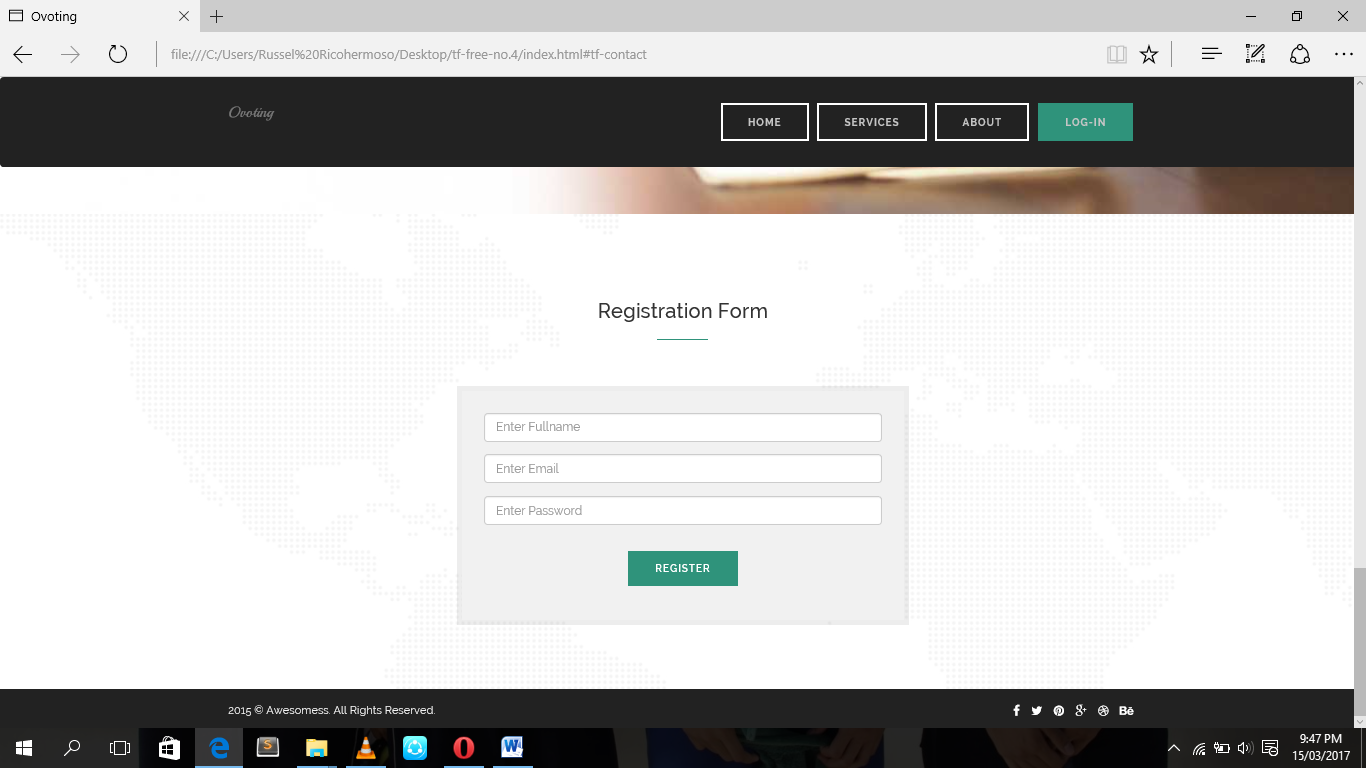 Ovoting
file:///C:/Users/Russel%20Ricohermoso/Desktop/tf-free-no.4/index.html#tf-contact
Ovoting
HOME
SERVICES
ABOUT
LOG-IN
Registration Form
Enter Fullname
Enter Email
Enter Password
REGISTER
2015 © Awesomess. All Rights Reserved.
9:47 PM
15/03/2017